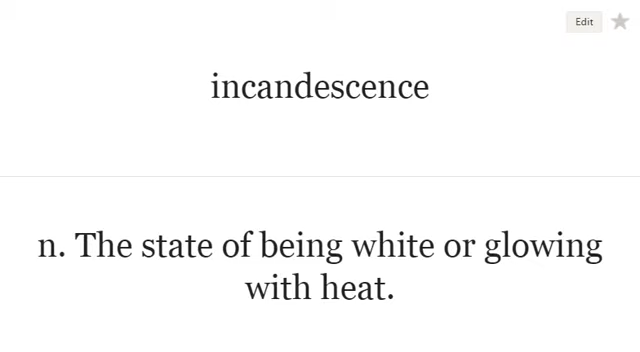 Edit
incandescence
n. The state of being white or glowing
with heat.